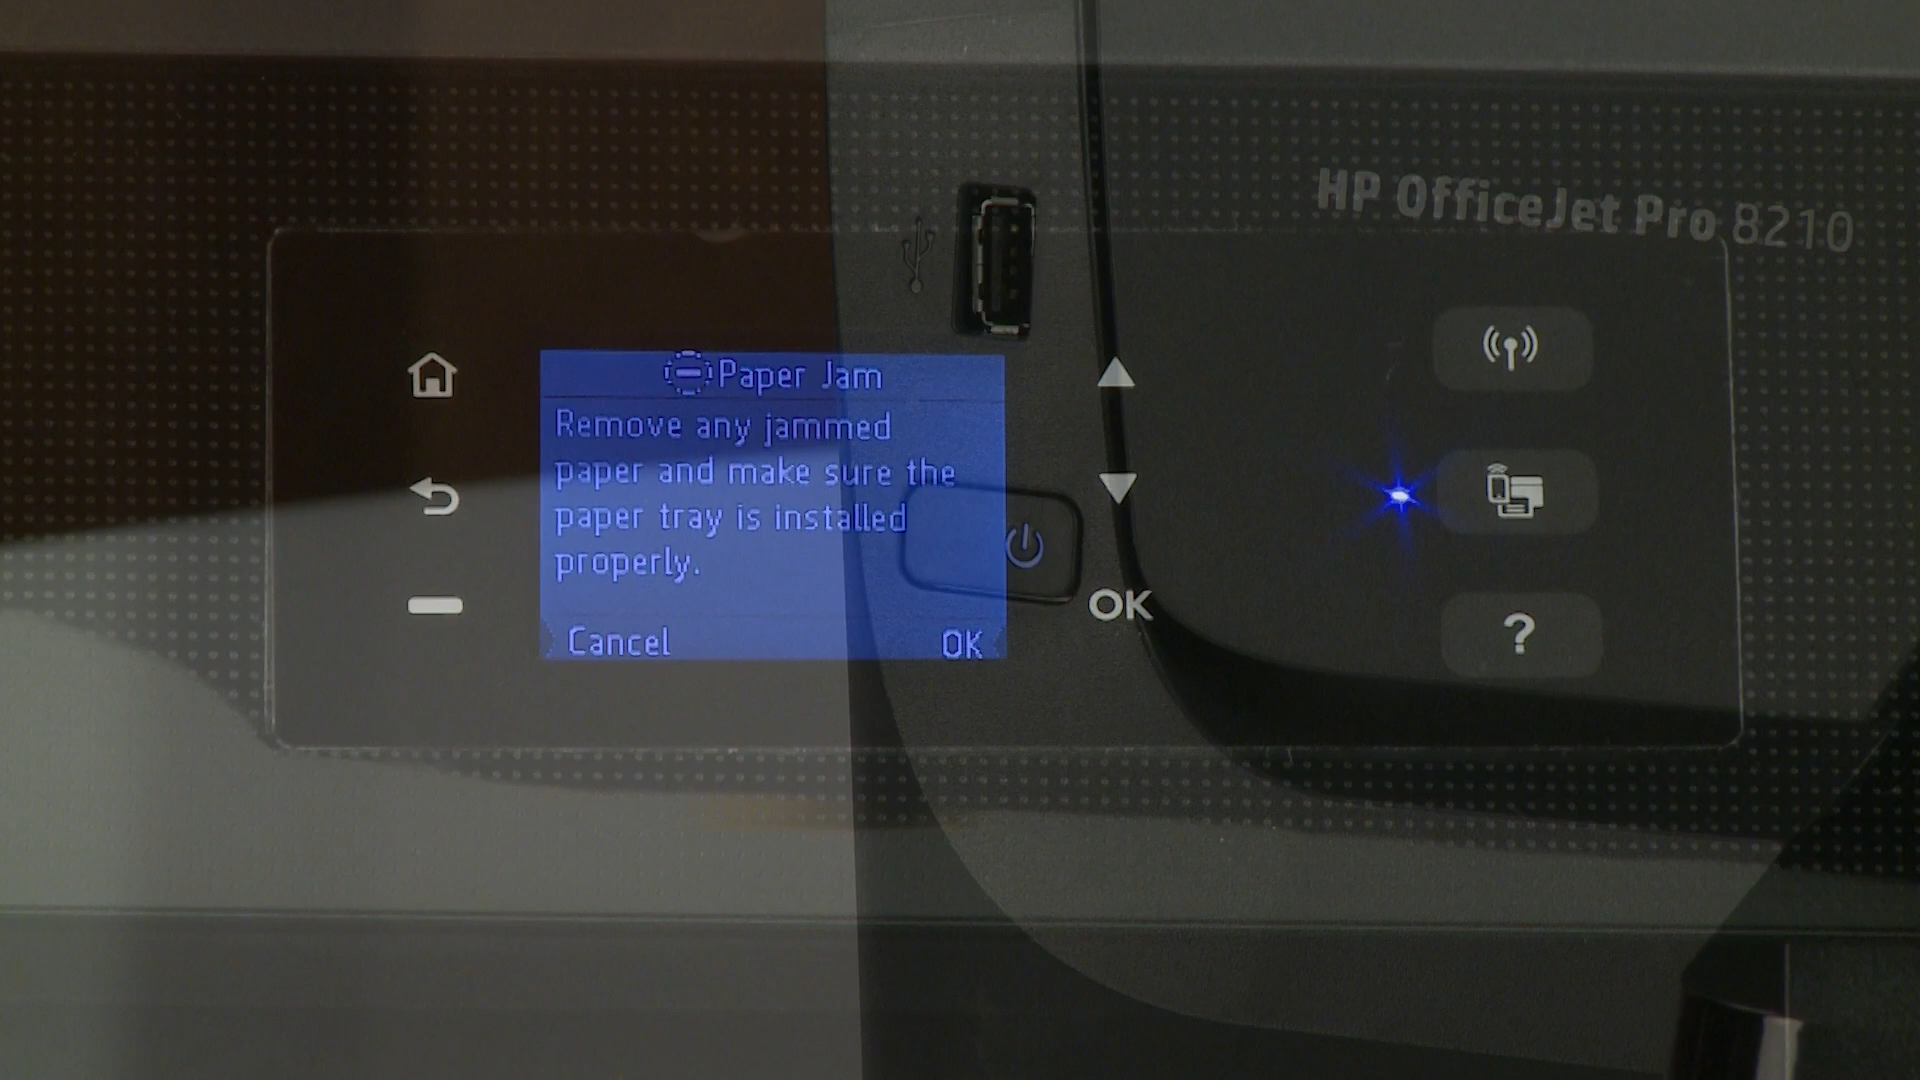 HP OfficeJet Pro 8210
Paper Jam
Remove any jammed
paper and make sure the
paper tray is installed
properly.
Cancel OK
OK
?